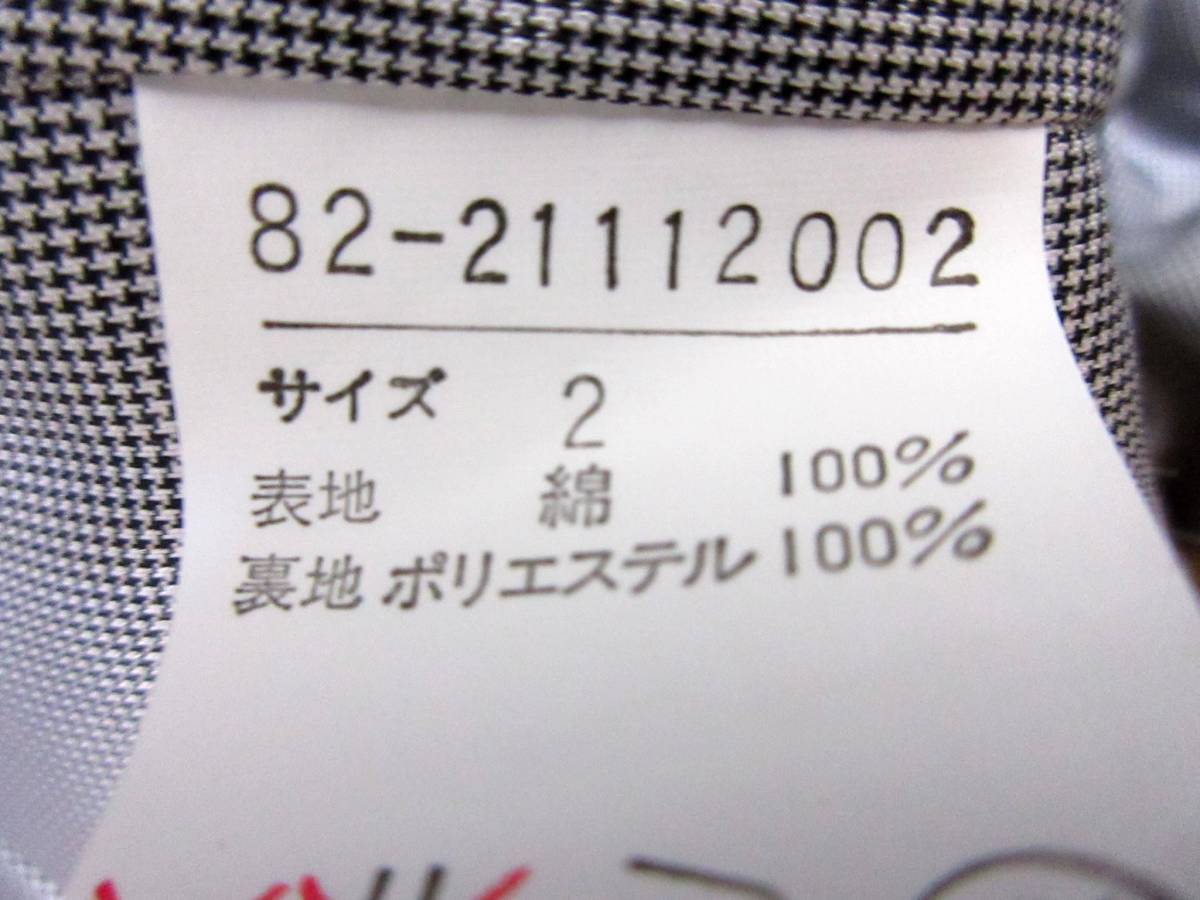 82-21112002
サイズ 2
表地 綿 100%
裏地 ポリエステル 100%